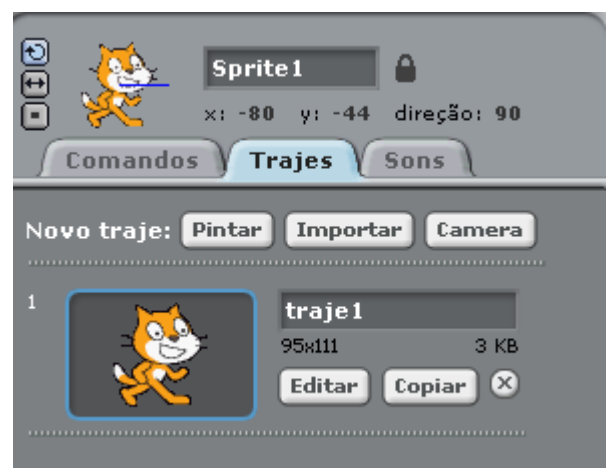 Sprite1
x: -80 y: -44 direção: 90
Comandos Trajes Sons
Novo traje: Pintar Importar Camera
1
traje1
95x111 3 KB
Editar Copiar